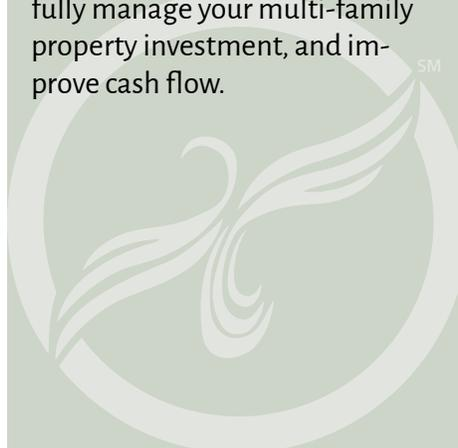 fully manage your multi-family
property investment, and im-
prove cash flow.
SM